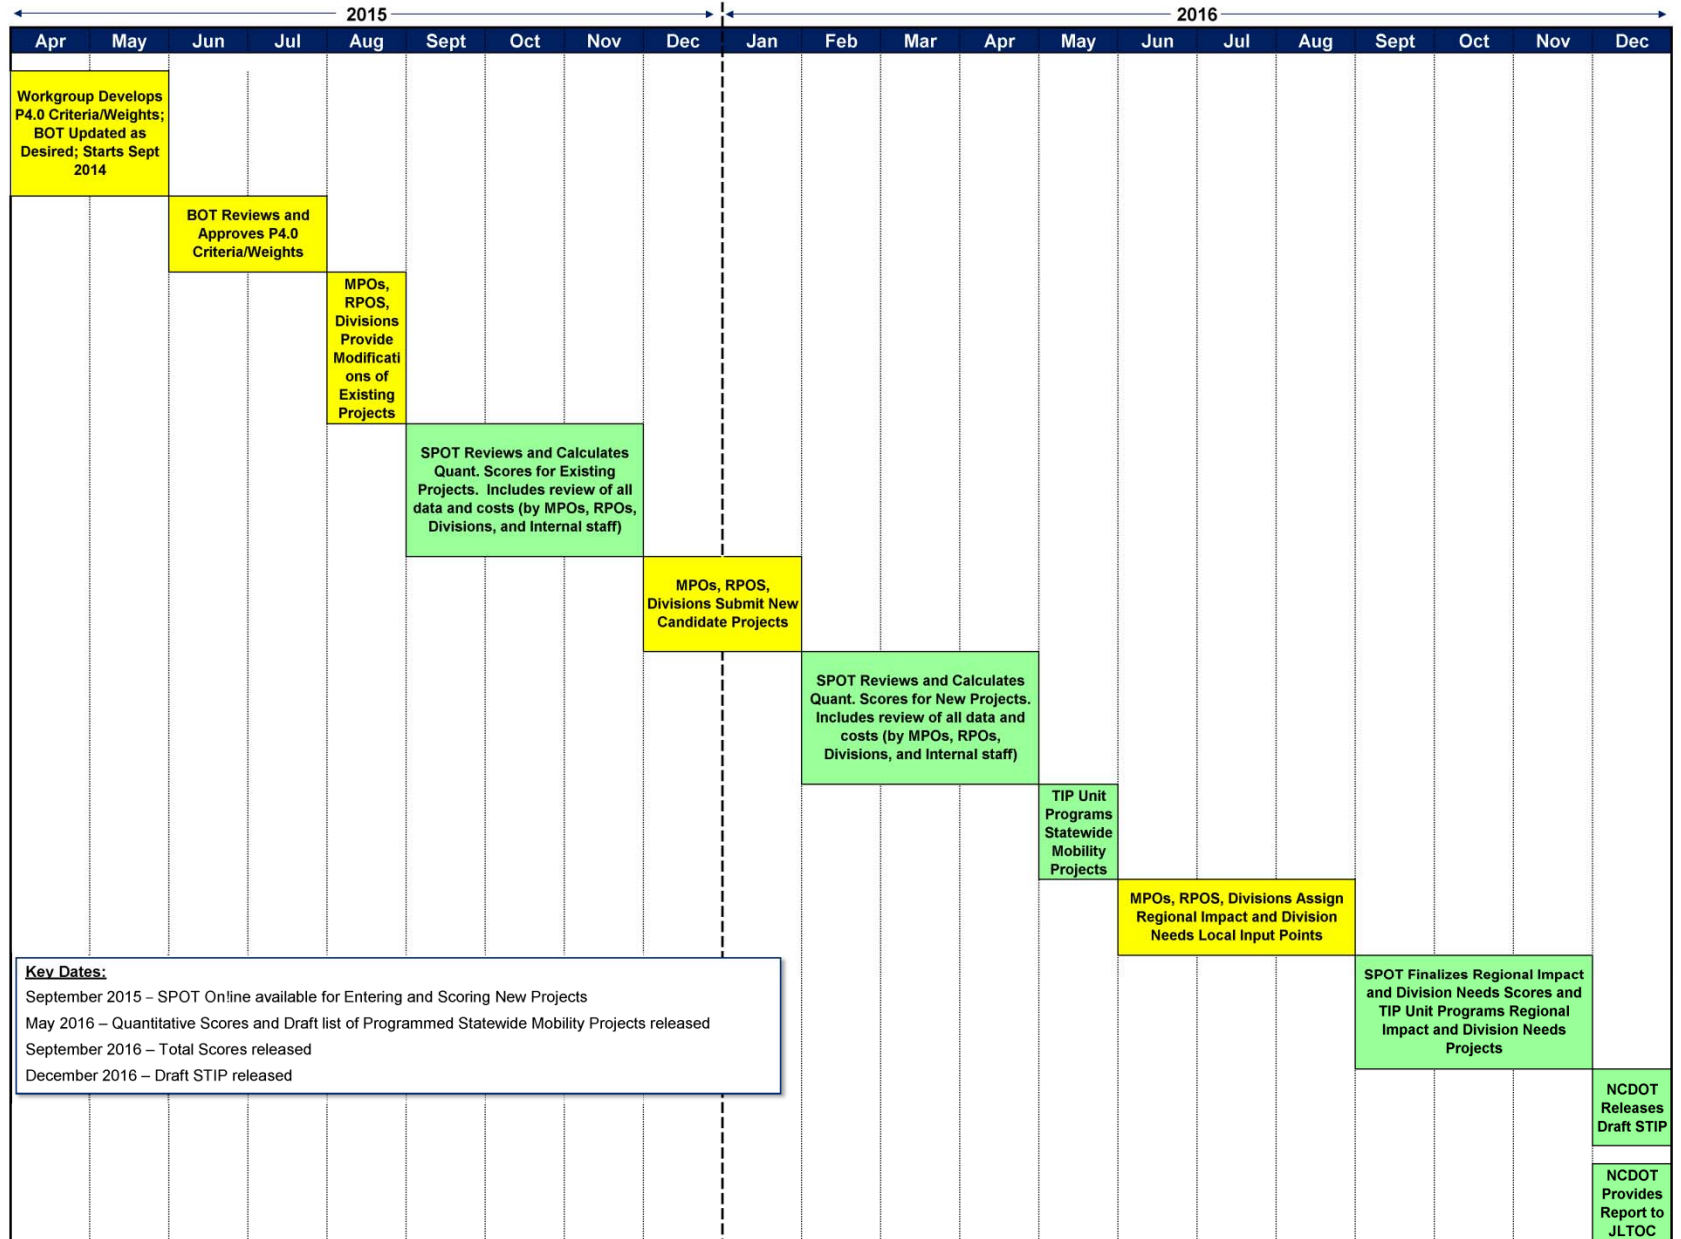 2015
2016
Apr May Jun Jul Aug Sept Oct Nov Dec Jan Feb Mar Apr May Jun Jul Aug Sept Oct Nov Dec
Workgroup Develops
P4.0 Criteria/Weights;
BOT Updated as
Desired; Starts Sept
2014
BOT Reviews and
Approves P4.0
Criteria/Weights
MPOs,
RPOS,
Divisions
Provide
Modificati
ons of
Existing
Projects
SPOT Reviews and Calculates
Quant. Scores for Existing
Projects. Includes review of all
data and costs (by MPOs, RPOs,
Divisions, and Internal staff)
MPOs, RPOS,
Divisions Submit New
Candidate Projects
SPOT Reviews and Calculates
Quant. Scores for New Projects.
Includes review of all data and
costs (by MPOs, RPOs,
Divisions, and Internal staff)
TIP Unit
Programs
Statewide
Mobility
Projects
MPOs, RPOS, Divisions Assign
Regional Impact and Division
Needs Local Input Points
SPOT Finalizes Regional Impact
and Division Needs Scores and
TIP Unit Programs Regional
Impact and Division Needs
Projects
NCDOT
Releases
Draft STIP
NCDOT
Provides
Report to
JLTOC
Key Dates:
September 2015 – SPOT On!ine available for Entering and Scoring New Projects
May 2016 – Quantitative Scores and Draft list of Programmed Statewide Mobility Projects released
September 2016 – Total Scores released
December 2016 – Draft STIP released